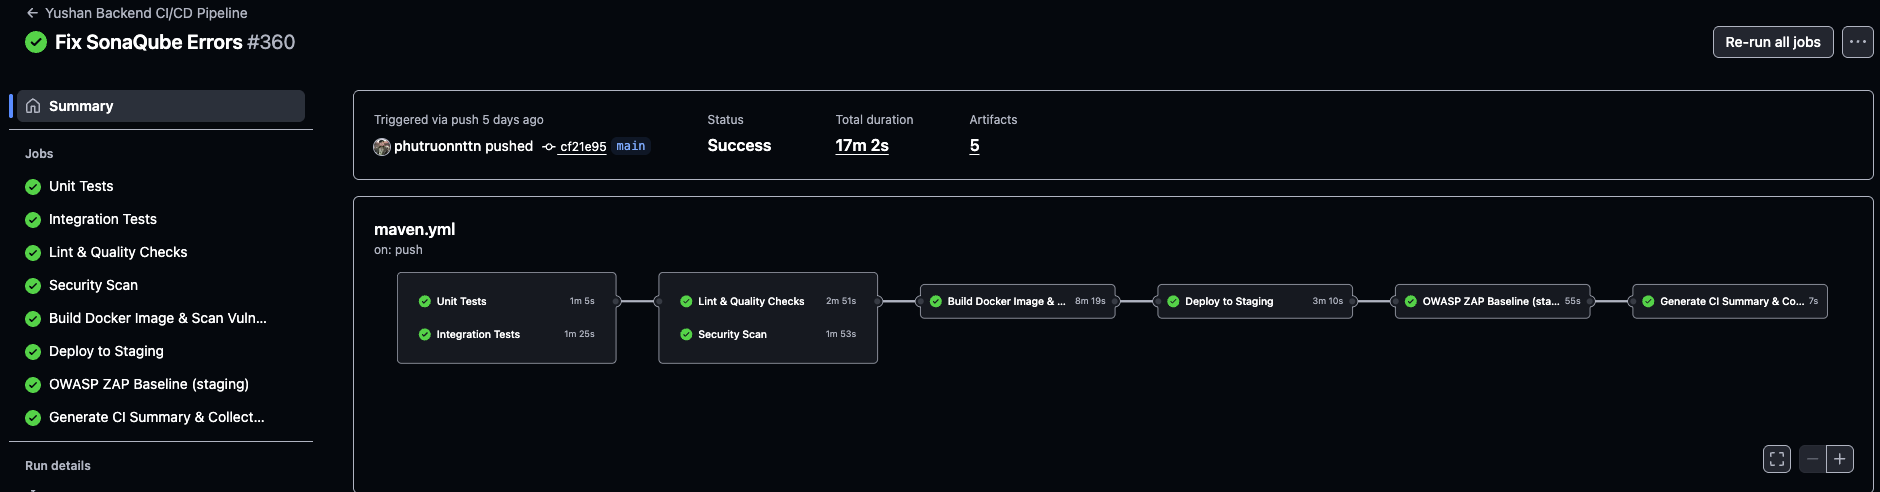 Yushan Backend CI/CD Pipeline
Fix SonaQube Errors #360
Re-run all jobs
Summary
Jobs
Unit Tests
Integration Tests
Lint & Quality Checks
Security Scan
Build Docker Image & Scan Vuln...
Deploy to Staging
OWASP ZAP Baseline (staging)
Generate CI Summary & Collect...
Run details
Triggered via push 5 days ago
phutruonnttn pushed cf21e95 main
Status
Success
Total duration
17m 2s
Artifacts
5
maven.yml
on: push
Unit Tests 1m 5s
Integration Tests 1m 25s
Lint & Quality Checks 2m 51s
Security Scan 1m 53s
Build Docker Image & ... 8m 19s
Deploy to Staging 3m 10s
OWASP ZAP Baseline (sta... 55s
Generate CI Summary & Co... 7s